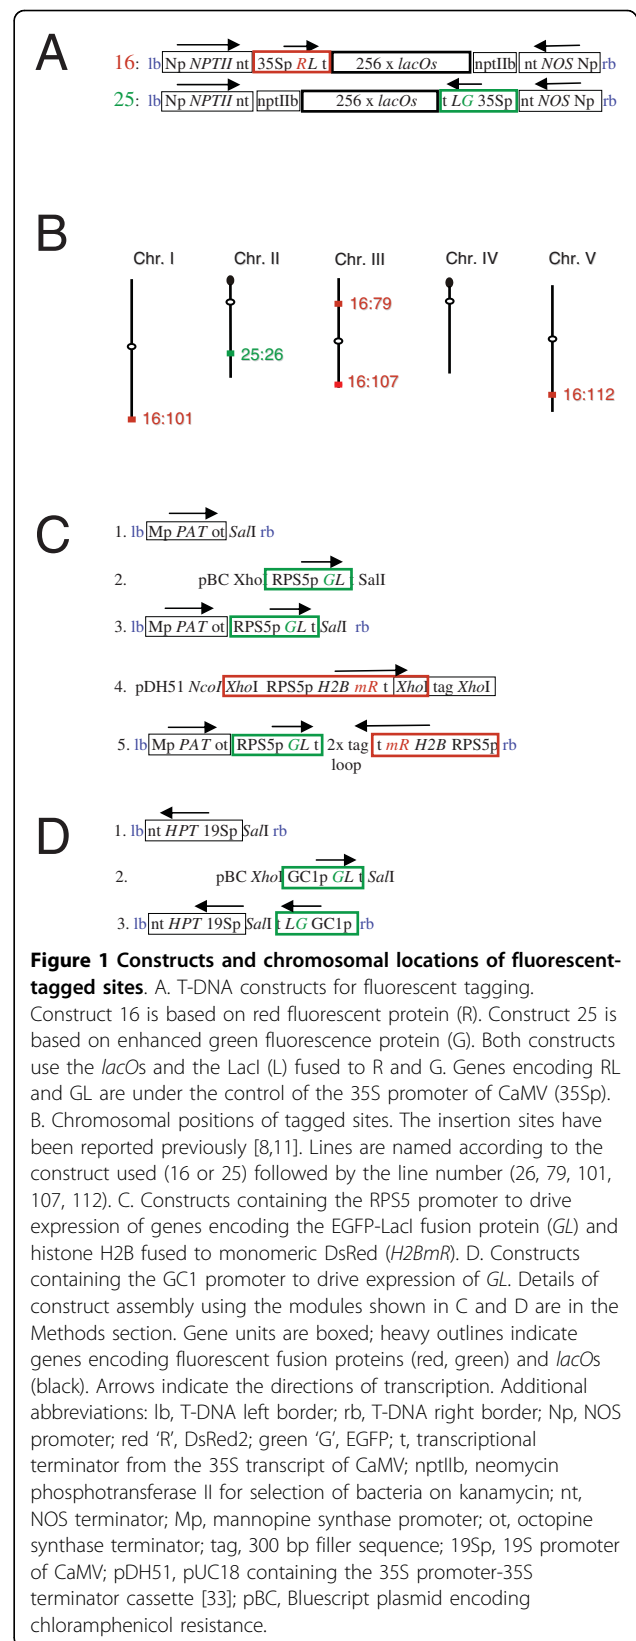 A
16: lb Np NPTII nt 35Sp RL t 256 x lacOs nptIIb nt NOS Np rb
25: lb Np NPTII nt nptIIb 256 x lacOs t LG 35Sp nt NOS Np rb
B
Chr. I Chr. II Chr. III Chr. IV Chr. V
16:79
25:26
16:107
16:112
16:101
C
1. lb Mp PAT ot SalI rb
2. pBC XhoI RPS5p GL t SalI
3. lb Mp PAT ot RPS5p GL t SalI rb
4. pDH51 NcoI XhoI RPS5p H2B mR t XhoI tag XhoI
5. lb Mp PAT ot RPS5p GL t 2x tag t mR H2B RPS5p rb
loop
D
1. lb nt HPT 19Sp SalI rb
2. pBC XhoI GC1p GL t SalI
3. lb nt HPT 19Sp SalI t LG GC1p rb
Figure 1 Constructs and chromosomal locations of fluorescent-
tagged sites. A. T-DNA constructs for fluorescent tagging.
Construct 16 is based on red fluorescent protein (R). Construct 25 is
based on enhanced green fluorescence protein (G). Both constructs
use the lacOs and the LacI (L) fused to R and G. Genes encoding RL
and GL are under the control of the 35S promoter of CaMV (35Sp).
B. Chromosomal positions of tagged sites. The insertion sites have
been reported previously [8,11]. Lines are named according to the
construct used (16 or 25) followed by the line number (26, 79, 101,
107, 112). C. Constructs containing the RPS5 promoter to drive
expression of genes encoding the EGFP-LacI fusion protein (GL) and
histone H2B fused to monomeric DsRed (H2BmR). D. Constructs
containing the GC1 promoter to drive expression of GL. Details of
construct assembly using the modules shown in C and D are in the
Methods section. Gene units are boxed; heavy outlines indicate
genes encoding fluorescent fusion proteins (red, green) and lacOs
(black). Arrows indicate the directions of transcription. Additional
abbreviations: lb, T-DNA left border; rb, T-DNA right border; Np, NOS
promoter; red 'R', DsRed2; green 'G', EGFP; t, transcriptional
terminator from the 35S transcript of CaMV; nptIIb, neomycin
phosphotransferase II for selection of bacteria on kanamycin; nt,
NOS terminator; Mp, mannopine synthase promoter; ot, octopine
synthase terminator; tag, 300 bp filler sequence; 19Sp, 19S promoter
of CaMV; pDH51, pUC18 containing the 35S promoter-35S
terminator cassette [33]; pBC, Bluescript plasmid encoding
chloramphenicol resistance.